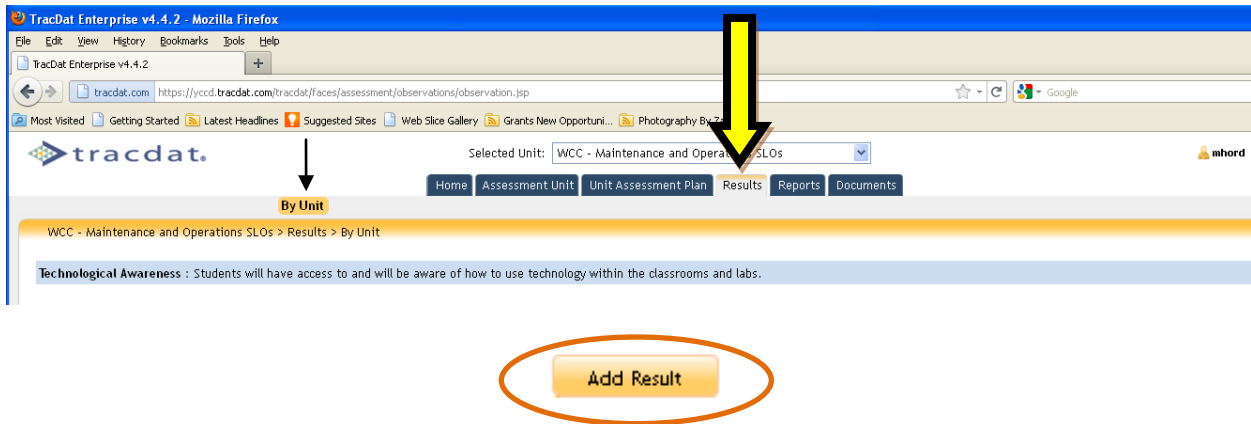 TracDat Enterprise v4.4.2 - Mozilla Firefox
File Edit View History Bookmarks Tools Help
TracDat Enterprise v4.4.2 +
tracdat.com https://yccd.tracdat.com/tracdat/faces/assessment/observations/observation.jsp Google
Most Visited Getting Started Latest Headlines Suggested Sites Web Slice Gallery Grants New Opportuni... Photography By
tracdat. Selected Unit: WCC - Maintenance and SLOs mhord
Home Assessment Unit Unit Assessment Plan Results Reports Documents
By Unit
WCC - Maintenance and Operations SLOs > Results > By Unit
Technological Awareness : Students will have access to and will be aware of how to use technology within the classrooms and labs.
Add Result